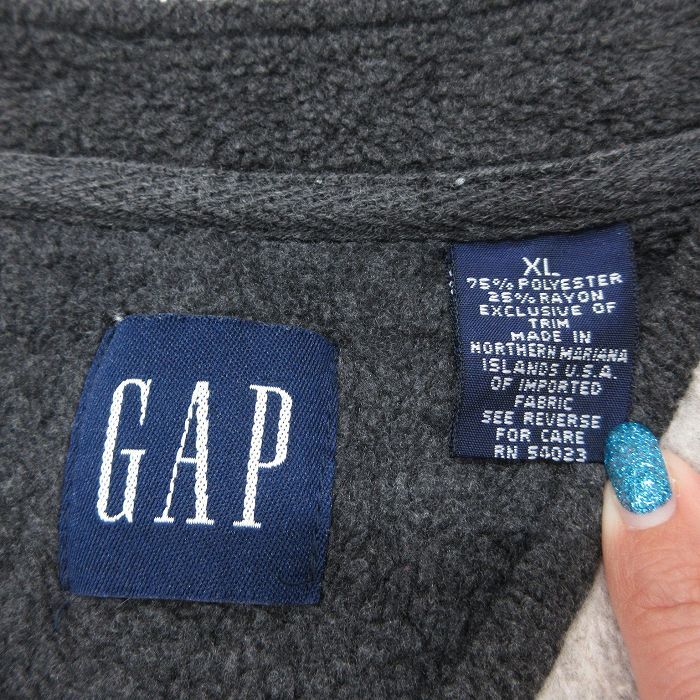 GAP
XL
75% POLYESTER
25% RAYON
EXCLUSIVE OF
TRIM
MADE IN
NORTHERN MARIANA
ISLANDS U.S.A.
OF IMPORTED
FABRIC
SEE REVERSE
FOR CARE
RN 54023